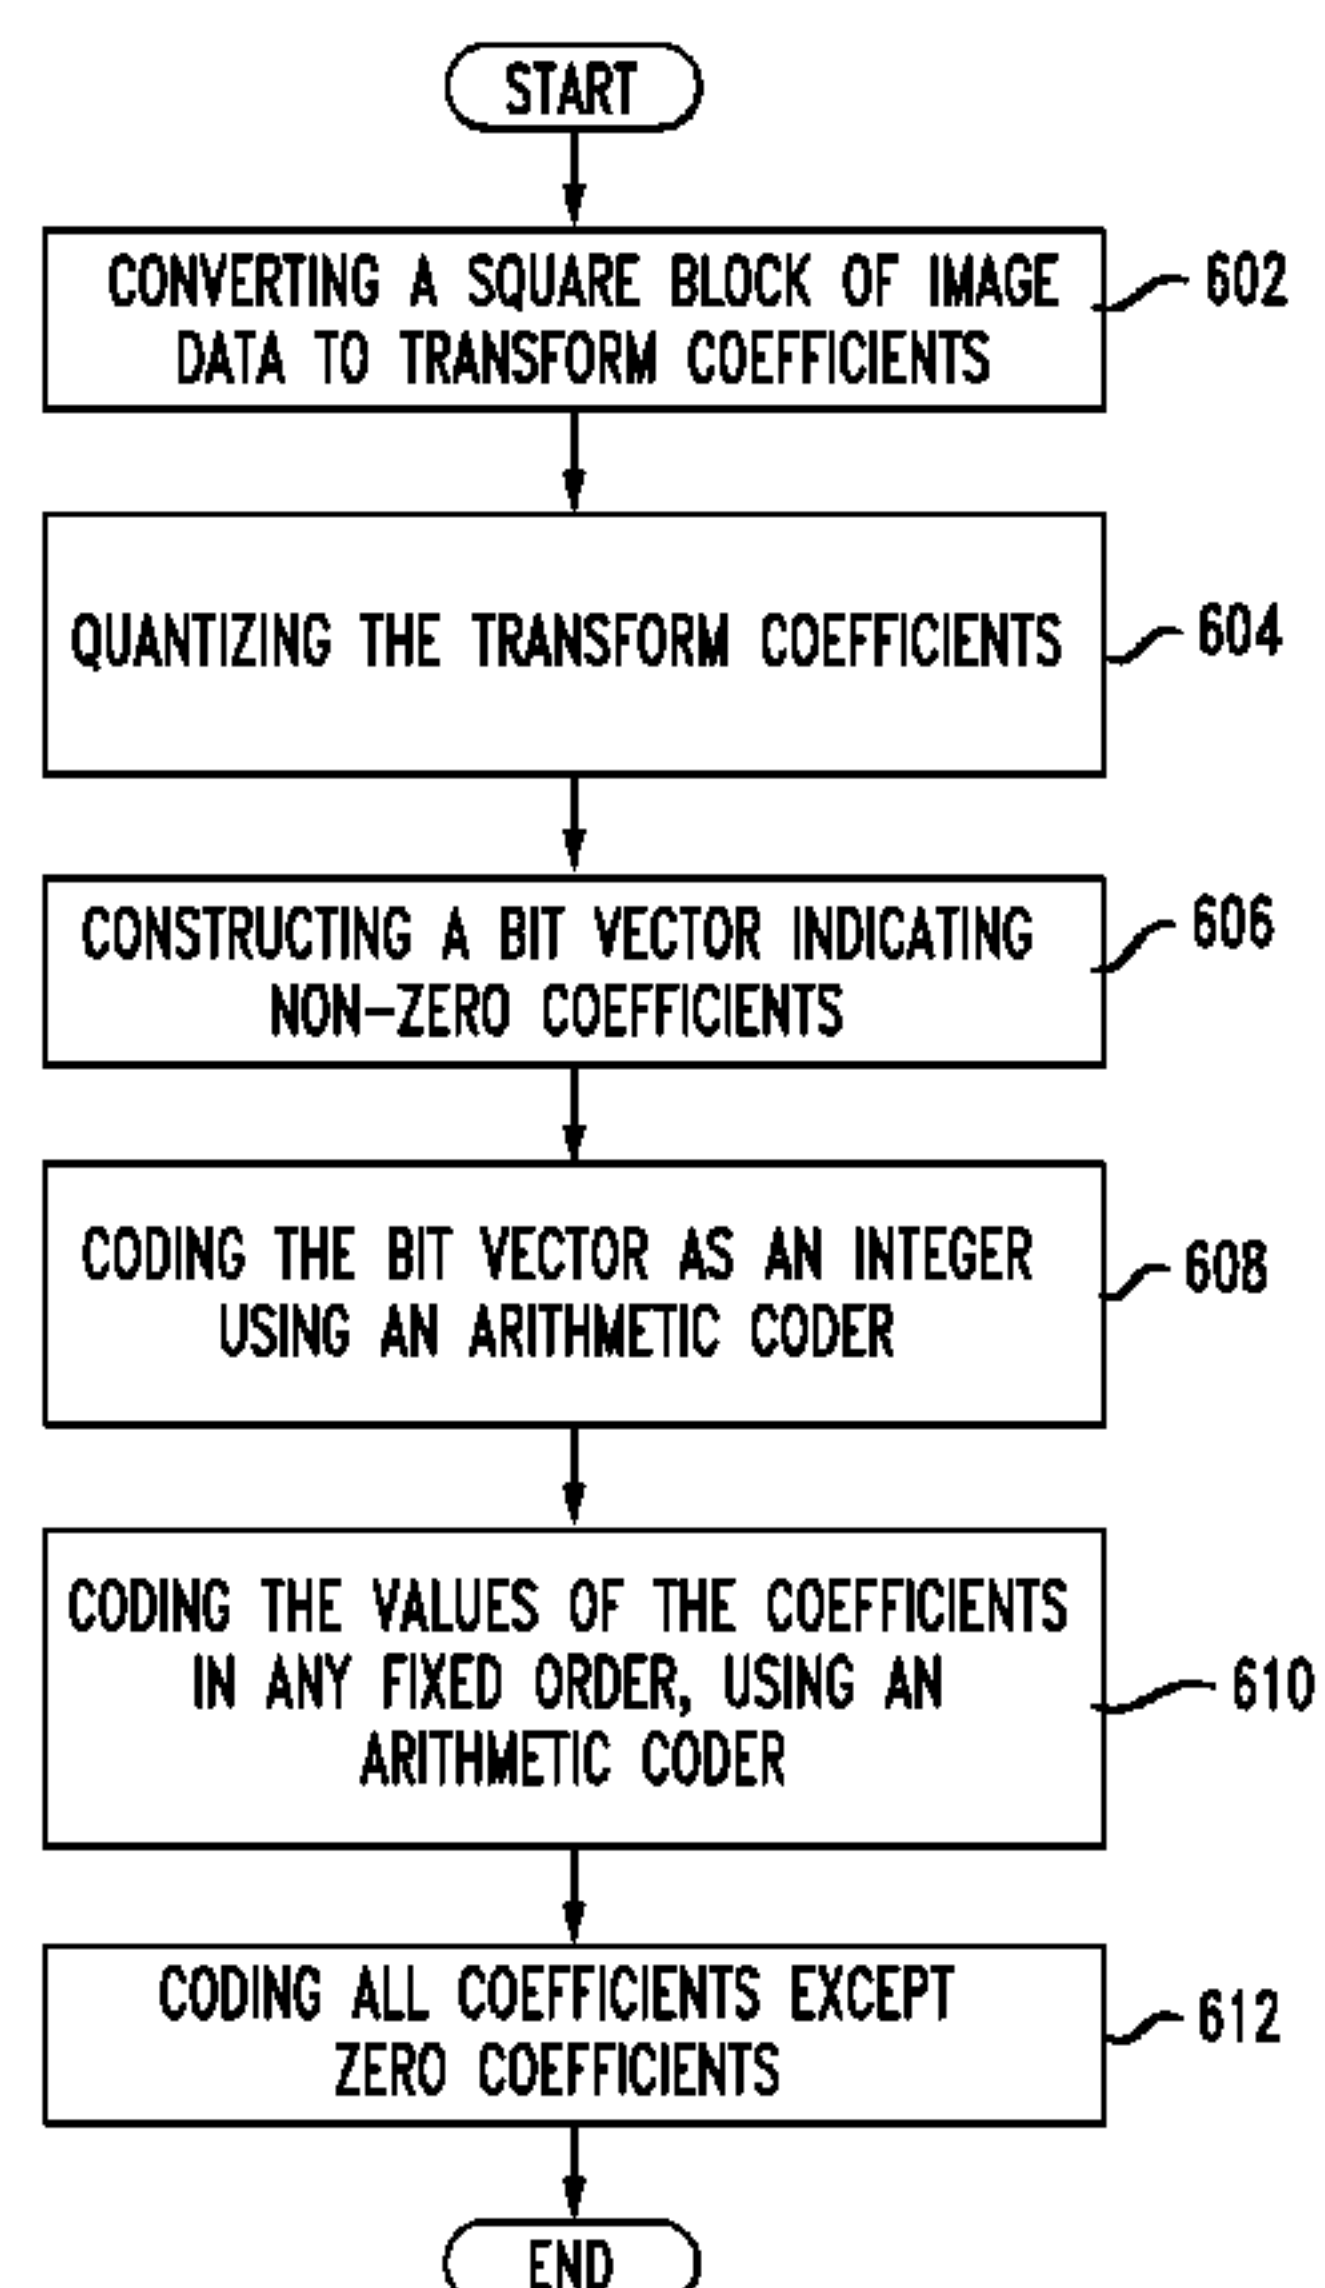 START
CONVERTING A SQUARE BLOCK OF IMAGE
DATA TO TRANSFORM COEFFICIENTS
602
QUANTIZING THE TRANSFORM COEFFICIENTS
604
CONSTRUCTING A BIT VECTOR INDICATING
NON-ZERO COEFFICIENTS
606
CODING THE BIT VECTOR AS AN INTEGER
USING AN ARITHMETIC CODER
608
CODING THE VALUES OF THE COEFFICIENTS
IN ANY FIXED ORDER, USING AN
ARITHMETIC CODER
610
CODING ALL COEFFICIENTS EXCEPT
ZERO COEFFICIENTS
612
END